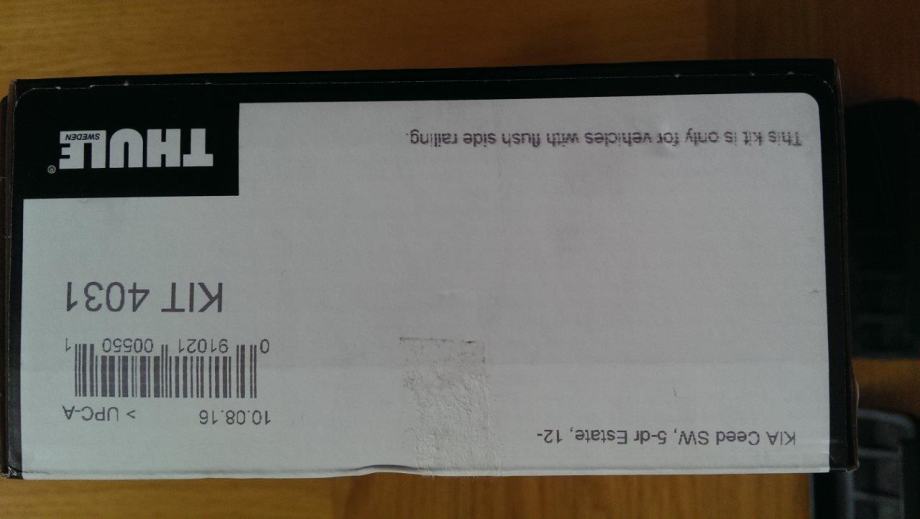 KIA Ceed SW, 5-dr Estate, 12-
10.08.16 > UPC-A
0 91021 00550 1
KIT 4031
This kit is only for vehicles with flush side railing.
THULE®
SWEDEN